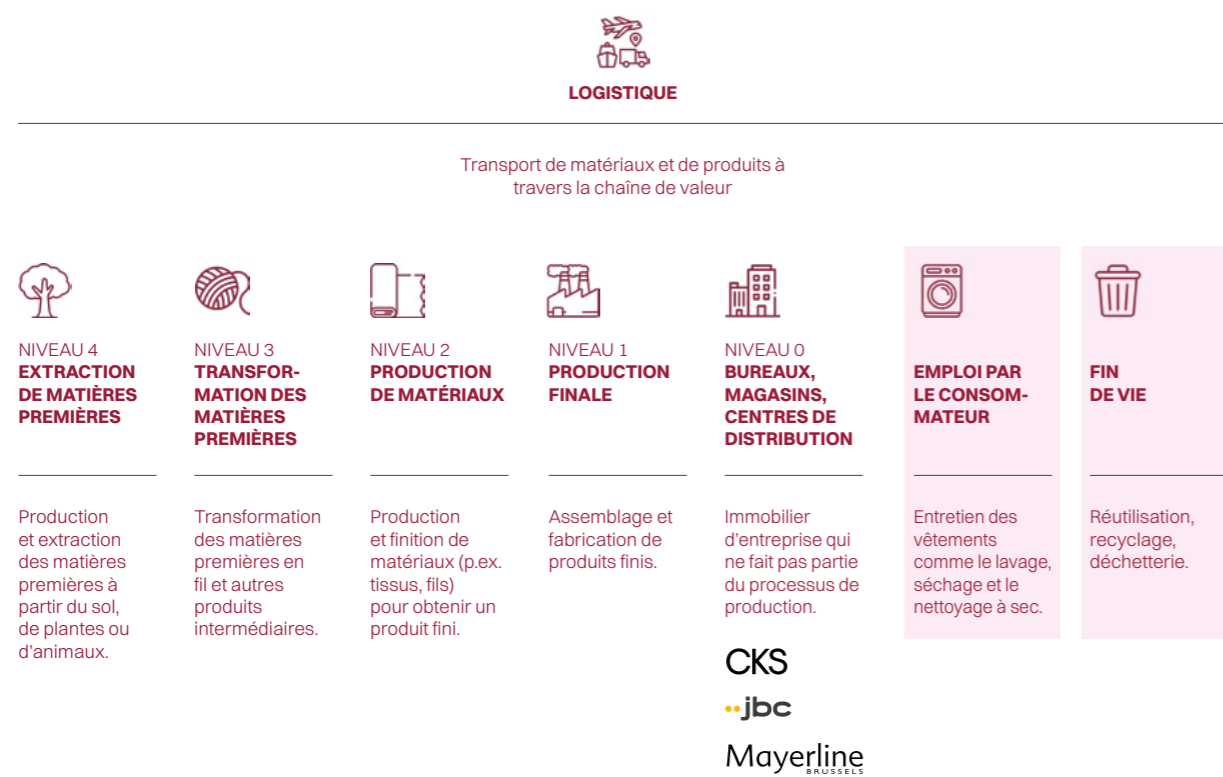 LOGISTIQUE
Transport de matériaux et de produits à
travers la chaîne de valeur
NIVEAU 4
EXTRACTION
DE MATIÈRES
PREMIÈRES
Production
et extraction
des matières
premières à
partir du sol,
de plantes ou
d'animaux.
NIVEAU 3
TRANSFOR-
MATION DES
MATIÈRES
PREMIÈRES
Transformation
des matières
premières en
fil et autres
produits
intermédiaires.
NIVEAU 2
PRODUCTION
DE MATÉRIAUX
Production
et finition de
matériaux (p.ex.
tissus, fils)
pour obtenir un
produit fini.
NIVEAU 1
PRODUCTION
FINALE
Assemblage et
fabrication de
produits finis.
NIVEAU 0
BUREAUX,
MAGASINS,
CENTRES DE
DISTRIBUTION
Immobilier
d'entreprise qui
ne fait pas partie
du processus de
production.
CKS
jbc
Mayerline
BRUSSELS
EMPLOI PAR
LE CONSOM-
MATEUR
Entretien des
vêtements
comme le lavage,
séchage et le
nettoyage à sec.
FIN
DE VIE
Réutilisation,
recyclage,
déchetterie.